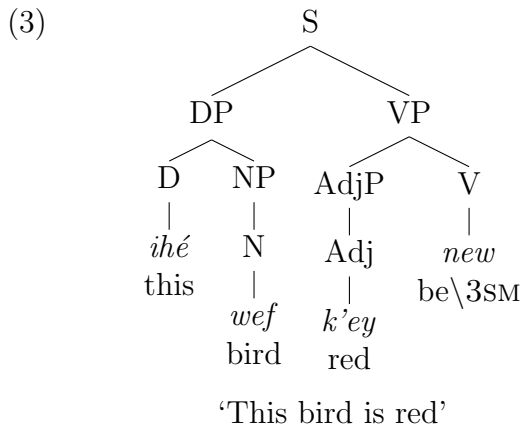 (3) S
DP VP
D NP AdjP V
ihé N Adj new
this be\3SM
wef k'ey
bird red
‘This bird is red’